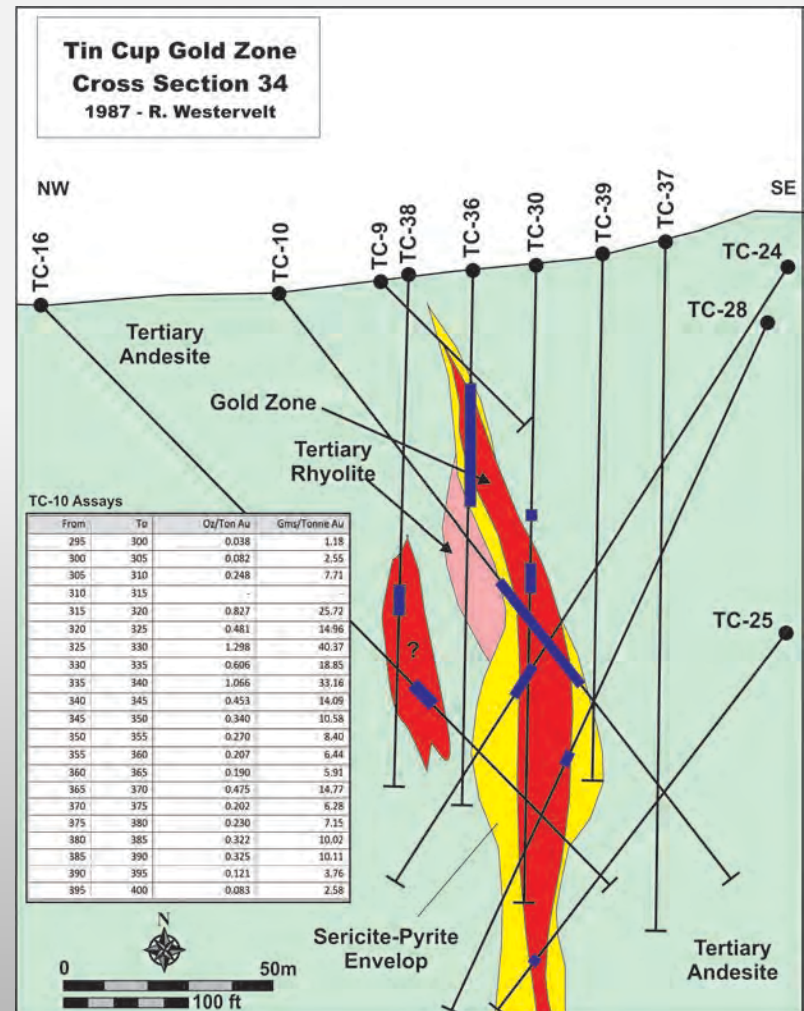 Tin Cup Gold Zone
Cross Section 34
1987 - R. Westervelt
NW
SE
TC-16
TC-10
TC-9
TC-38
TC-36
TC-30
TC-39
TC-37
TC-24
TC-28
TC-25
Tertiary
Andesite
Gold Zone
Tertiary
Rhyolite
?
TC-10 Assays
From To Oz/Ton Au Gms/Tonne Au
295 300 0.038 1.18
300 305 0.082 2.55
305 310 0.248 7.71
310 315 - -
315 320 0.827 25.72
320 325 0.481 14.96
325 330 1.298 40.37
330 335 0.606 18.85
335 340 1.066 33.16
340 345 0.453 14.09
345 350 0.340 10.58
350 355 0.270 8.40
355 360 0.207 6.44
360 365 0.190 5.91
365 370 0.475 14.77
370 375 0.202 6.28
375 380 0.230 7.15
380 385 0.322 10.02
385 390 0.325 10.11
390 395 0.121 3.76
395 400 0.083 2.58
Sericite-Pyrite
Envelop
Tertiary
Andesite
N
0 50m
100 ft